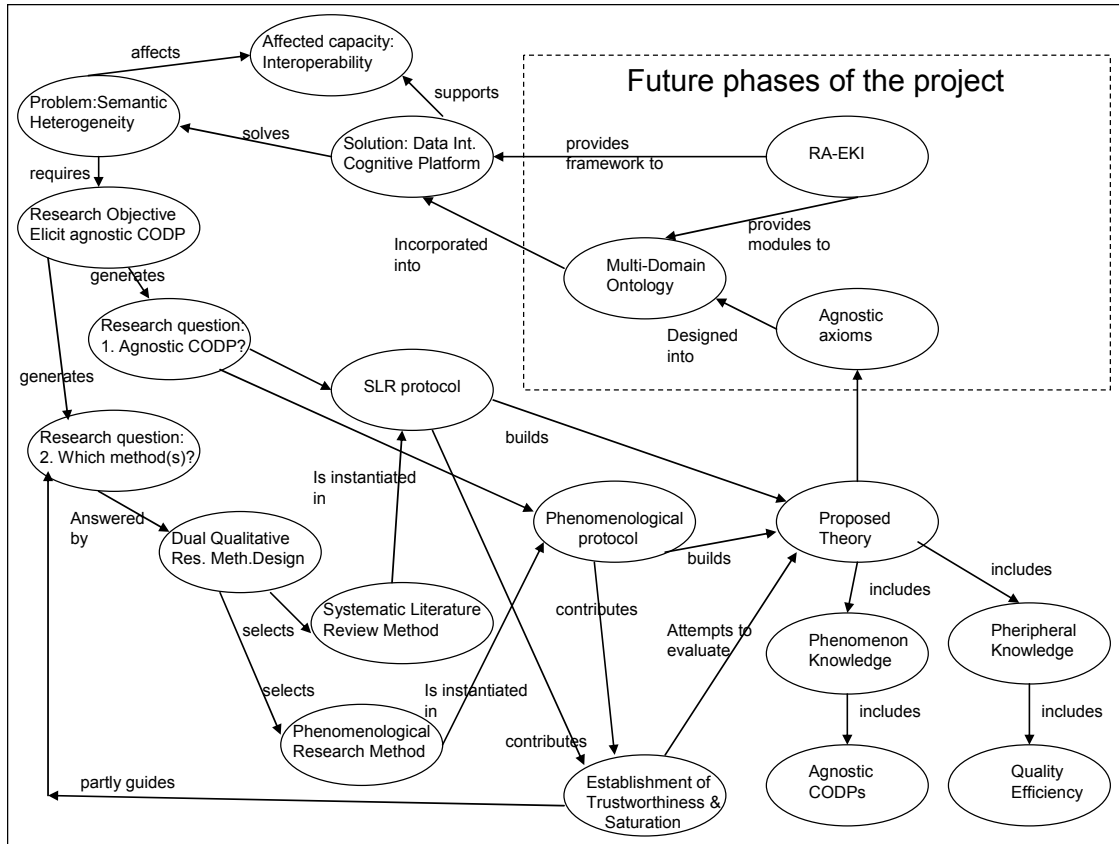 affects
Affected capacity:
Interoperability
Future phases of the project
Problem:Semantic
Heterogeneity
supports
solves
Solution: Data Int.
Cognitive Platform
provides
framework to
RA-EKI
requires
Research Objective
Elicit agnostic CODP
Incorporated
into
provides
modules to
Multi-Domain
Ontology
generates
Research question:
1. Agnostic CODP?
Designed
into
Agnostic
axioms
generates
SLR protocol
Research question:
2. Which method(s)?
builds
Is instantiated
in
Answered
by
Dual Qualitative
Res. Meth.Design
Phenomenological
protocol
builds
Proposed
Theory
includes
includes
Systematic Literature
Review Method
contributes
selects
Attempts to
evaluate
Phenomenon
Knowledge
Pheripheral
Knowledge
selects
Is instantiated
in
Phenomenological
Research Method
contributes
includes
includes
partly guides
Establishment of
Trustworthiness &
Saturation
Agnostic
CODPs
Quality
Efficiency